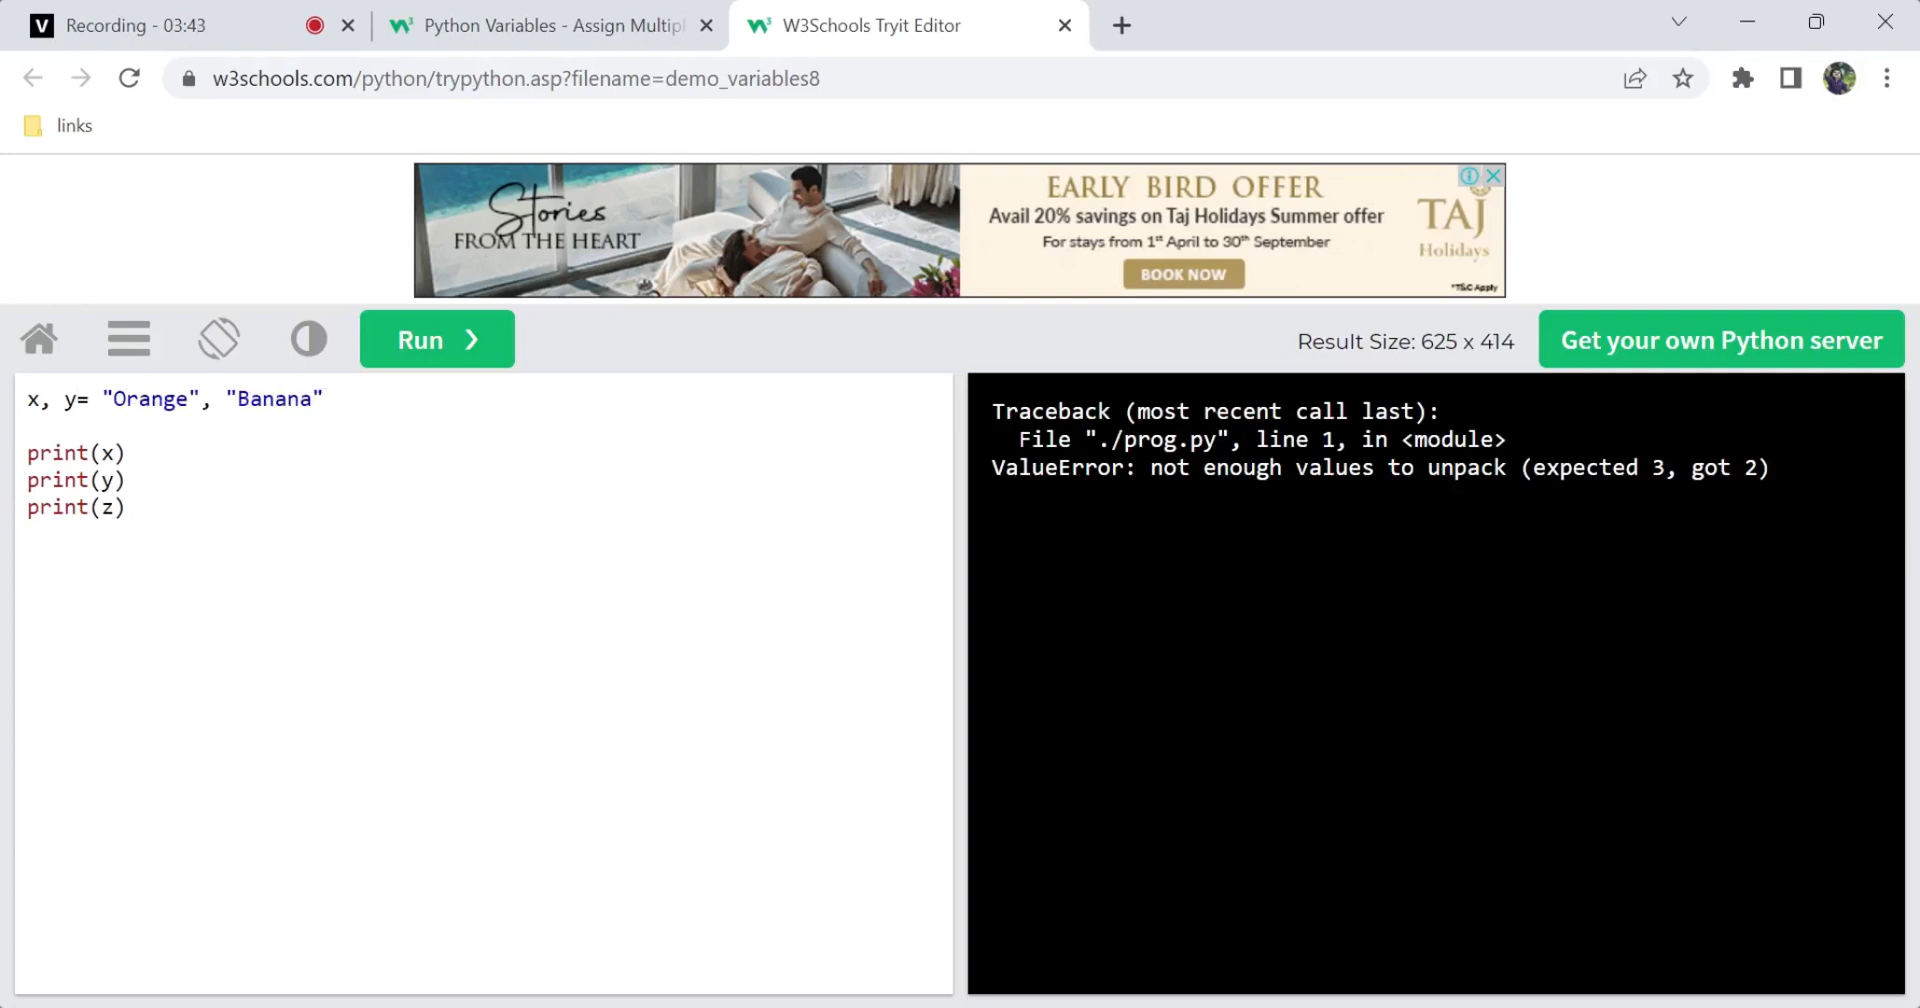 V Recording - 03:43
Python Variables - Assign Multipl
W3Schools Tryit Editor
w3schools.com/python/trypython.asp?filename=demo_variables8
links
Stories
FROM THE HEART
EARLY BIRD OFFER
Avail 20% savings on Taj Holidays Summer offer
For stays from 1st April to 30th September
BOOK NOW
TAJ
Holidays
*T&C Apply
Run ❯
Result Size: 625 x 414
Get your own Python server
x, y= "Orange", "Banana"
print(x)
print(y)
print(z)
Traceback (most recent call last):
  File "./prog.py", line 1, in <module>
ValueError: not enough values to unpack (expected 3, got 2)